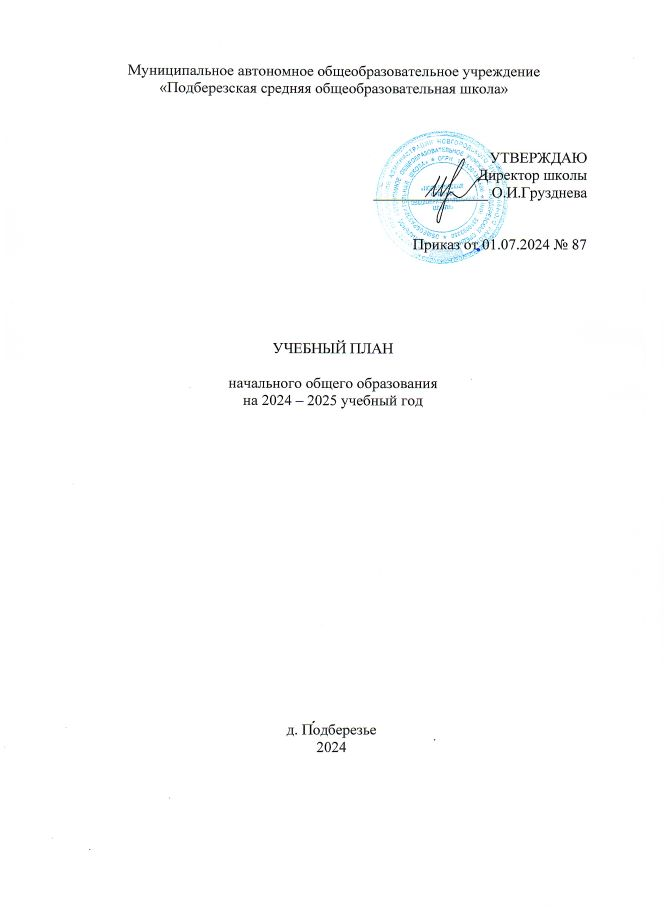 Муниципальное автономное общеобразовательное учреждение
«Подберезская средняя общеобразовательная школа»
УТВЕРЖДАЮ
Директор школы
О.И.Грузднева
Приказ от 01.07.2024 № 87
УЧЕБНЫЙ ПЛАН
начального общего образования
на 2024 – 2025 учебный год
д. Подберезье
2024